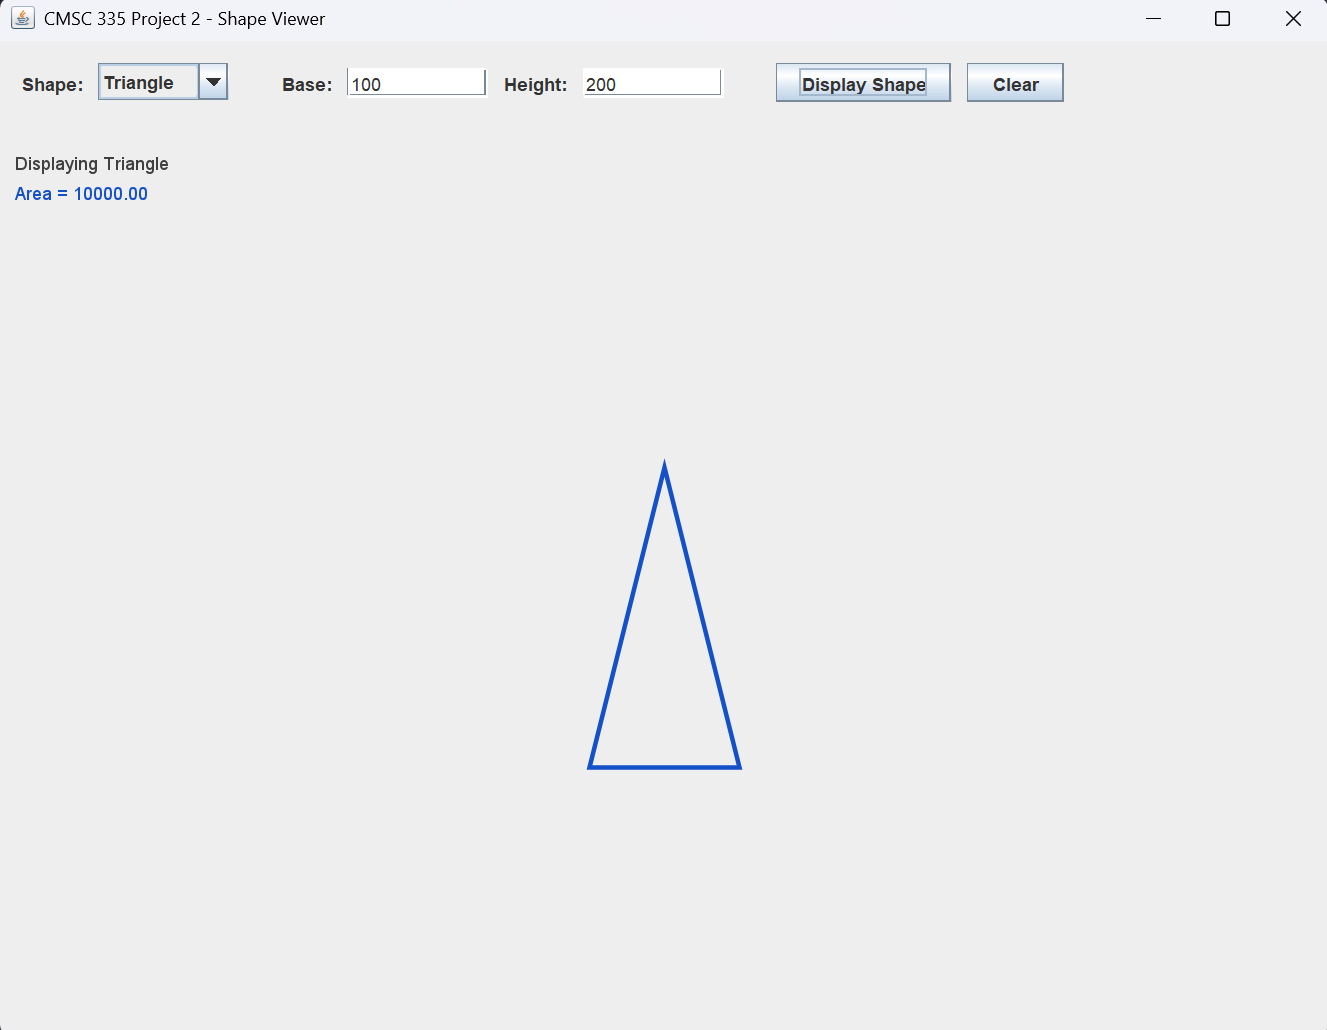 CMSC 335 Project 2 - Shape Viewer
Shape: Triangle Base: 100 Height: 200 Display Shape Clear
Displaying Triangle
Area = 10000.00